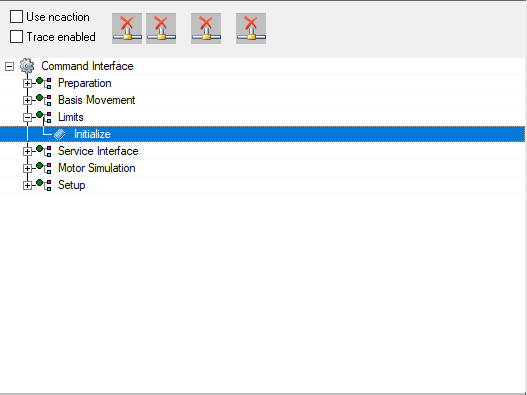 Use ncaction
Trace enabled
Command Interface
Preparation
Basis Movement
Limits
Initialize
Service Interface
Motor Simulation
Setup